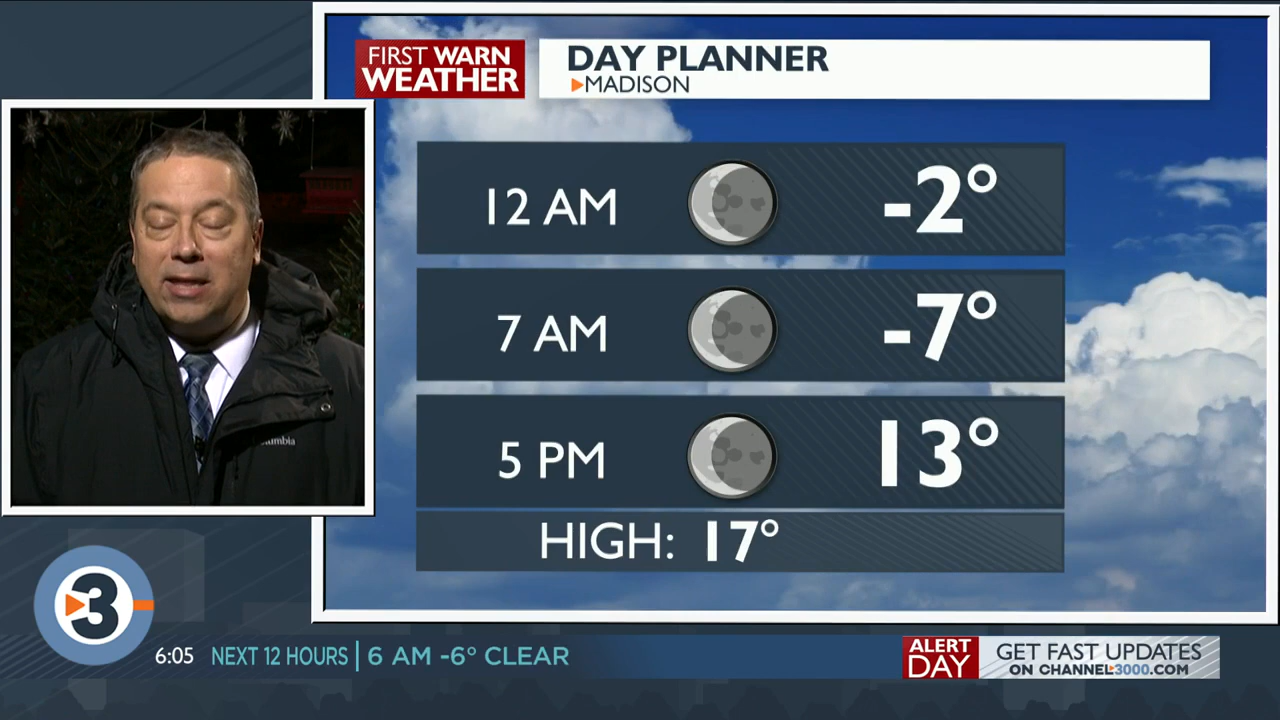 FIRST WARN
WEATHER
DAY PLANNER
MADISON
12 AM -2°
7 AM -7°
5 PM 13°
HIGH: 17°
3
6:05 NEXT 12 HOURS | 6 AM -6° CLEAR
ALERT
DAY
GET FAST UPDATES
ON CHANNEL3000.COM